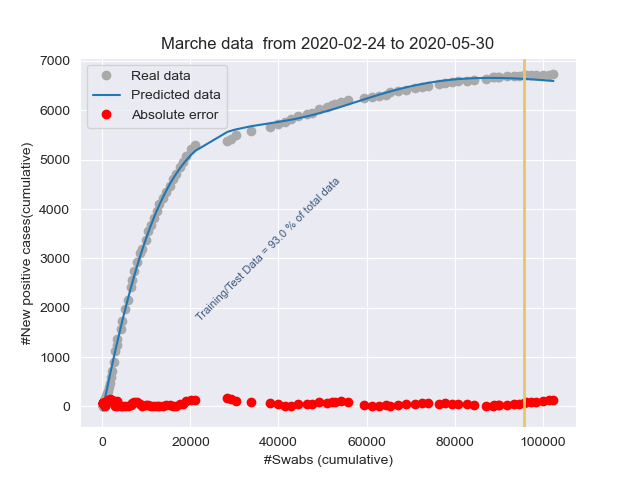 Marche data  from 2020-02-24 to 2020-05-30
7000
6000
5000
4000
3000
2000
1000
0
#New positive cases(cumulative)
Real data
Predicted data
Absolute error
Training/Test Data = 93.0 % of total data
0
20000
40000
60000
80000
100000
#Swabs (cumulative)